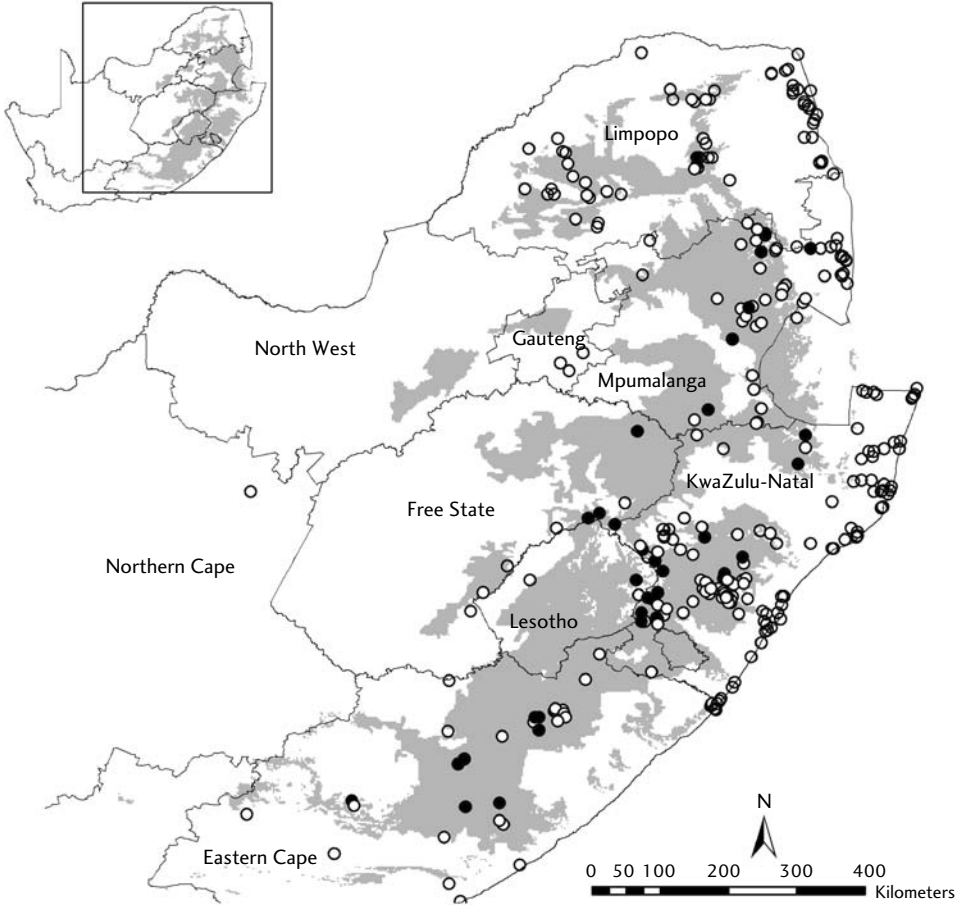 Limpopo
North West
Gauteng
Mpumalanga
KwaZulu-Natal
Free State
Northern Cape
Lesotho
N
Eastern Cape
0 50 100 200 300 400
Kilometers